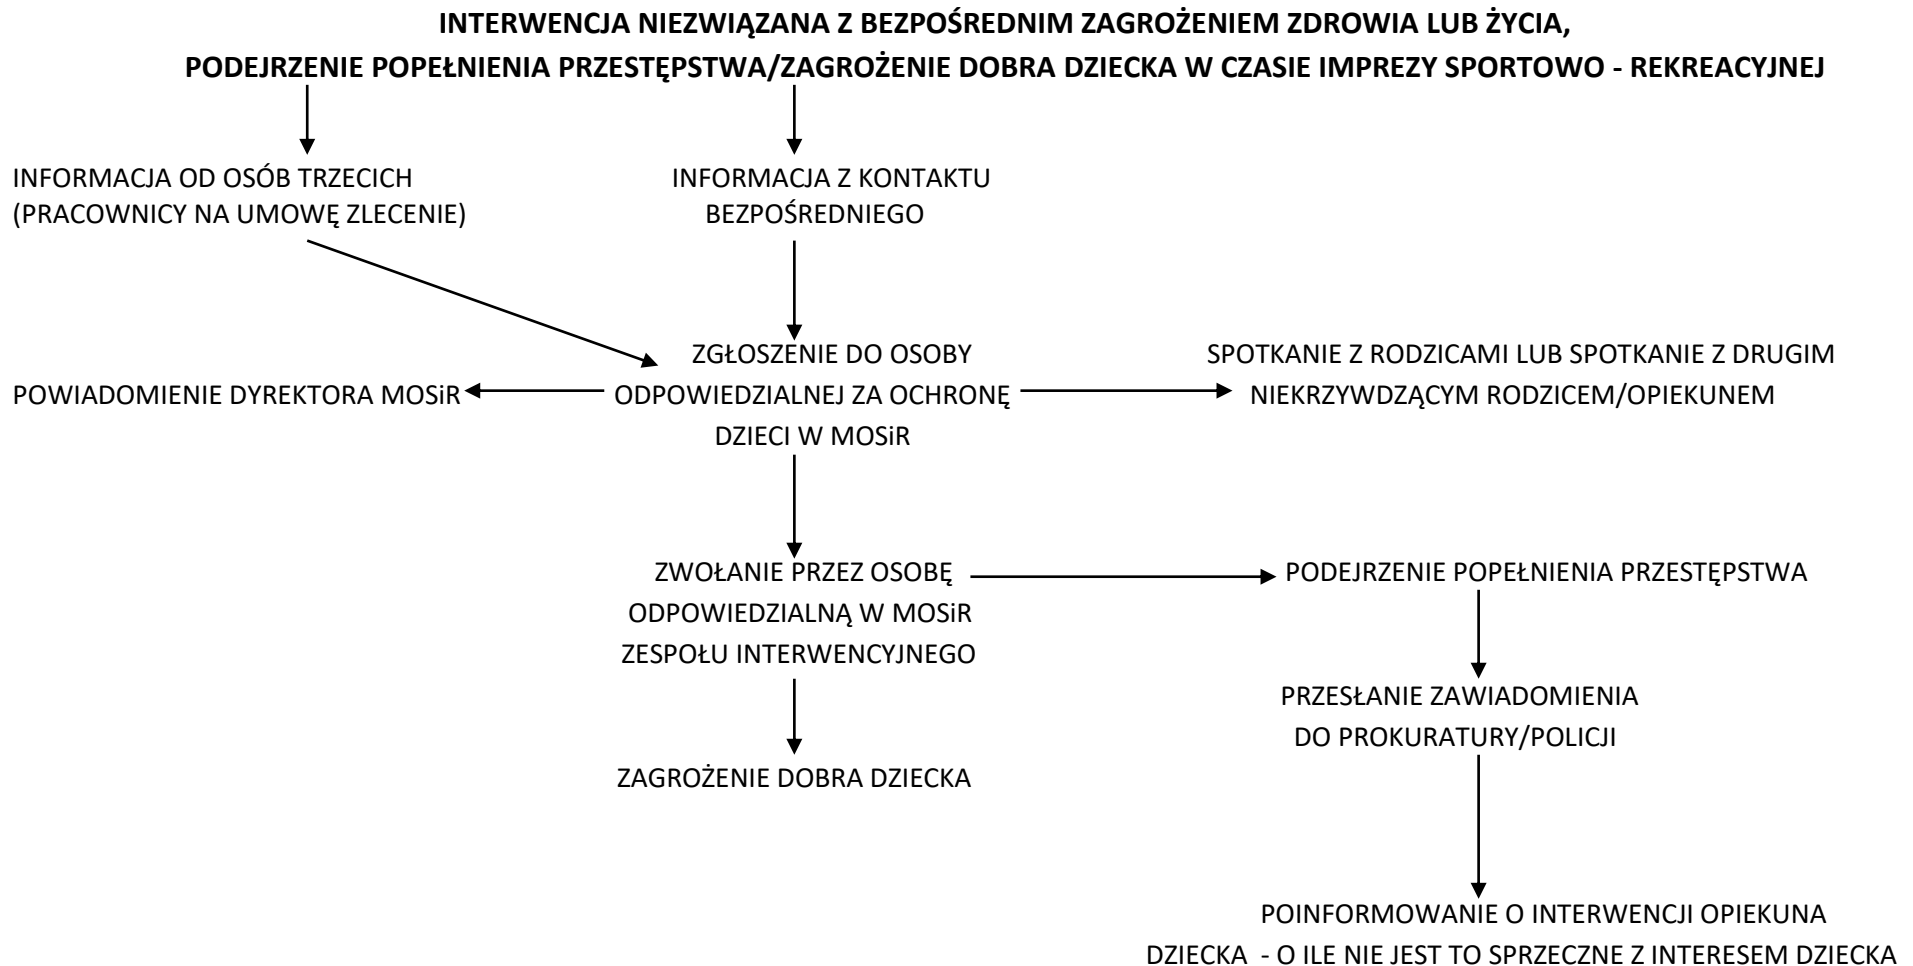 INTERWENCJA NIEZWIĄZANA Z BEZPOŚREDNIM ZAGROŻENIEM ZDROWIA LUB ŻYCIA,
PODEJRZENIE POPEŁNIENIA PRZESTĘPSTWA/ZAGROŻENIE DOBRA DZIECKA W CZASIE IMPREZY SPORTOWO - REKREACYJNEJ
INFORMACJA OD OSÓB TRZECICH
(PRACOWNICY NA UMOWĘ ZLECENIE)
INFORMACJA Z KONTAKTU
BEZPOŚREDNIEGO
ZGŁOSZENIE DO OSOBY
ODPOWIEDZIALNEJ ZA OCHRONĘ
DZIECI W MOSiR
POWIADOMIENIE DYREKTORA MOSiR
SPOTKANIE Z RODZICAMI LUB SPOTKANIE Z DRUGIM
NIEKRZYWDZĄCYM RODZICEM/OPIEKUNEM
ZWOŁANIE PRZEZ OSOBĘ
ODPOWIEDZIALNĄ W MOSiR
ZESPOŁU INTERWENCYJNEGO
PODEJRZENIE POPEŁNIENIA PRZESTĘPSTWA
PRZESŁANIE ZAWIADOMIENIA
DO PROKURATURY/POLICJI
ZAGROŻENIE DOBRA DZIECKA
POINFORMOWANIE O INTERWENCJI OPIEKUNA
DZIECKA - O ILE NIE JEST TO SPRZECZNE Z INTERESEM DZIECKA